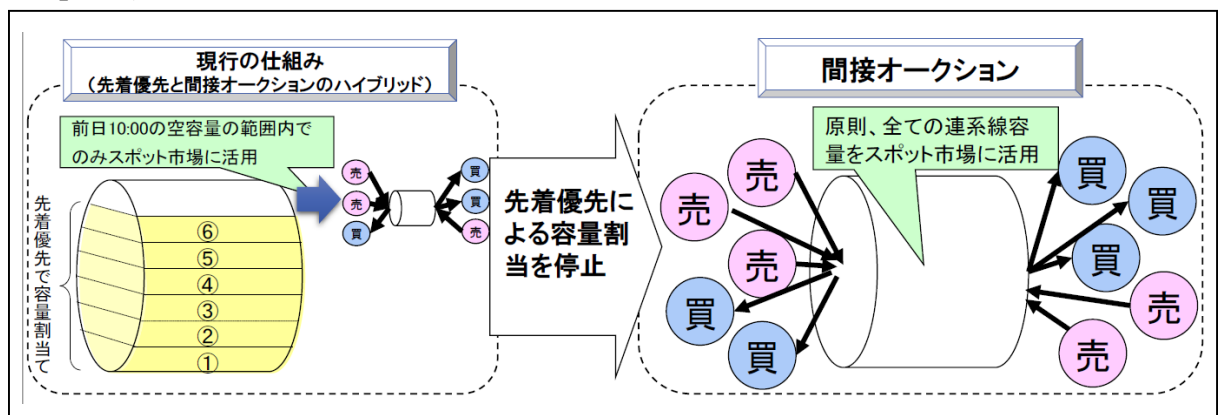 現行の仕組み
（先着優先と間接オークションのハイブリッド）
前日10:00の空容量の範囲内で
のみスポット市場に活用
先着優先で容量割当て
⑥
⑤
④
③
②
①
売
売
買
買
買
売
先着優先に
よる容量割
当を停止
間接オークション
原則、全ての連系線容
量をスポット市場に活用
売
売
売
買
買
買
買
買
売
売